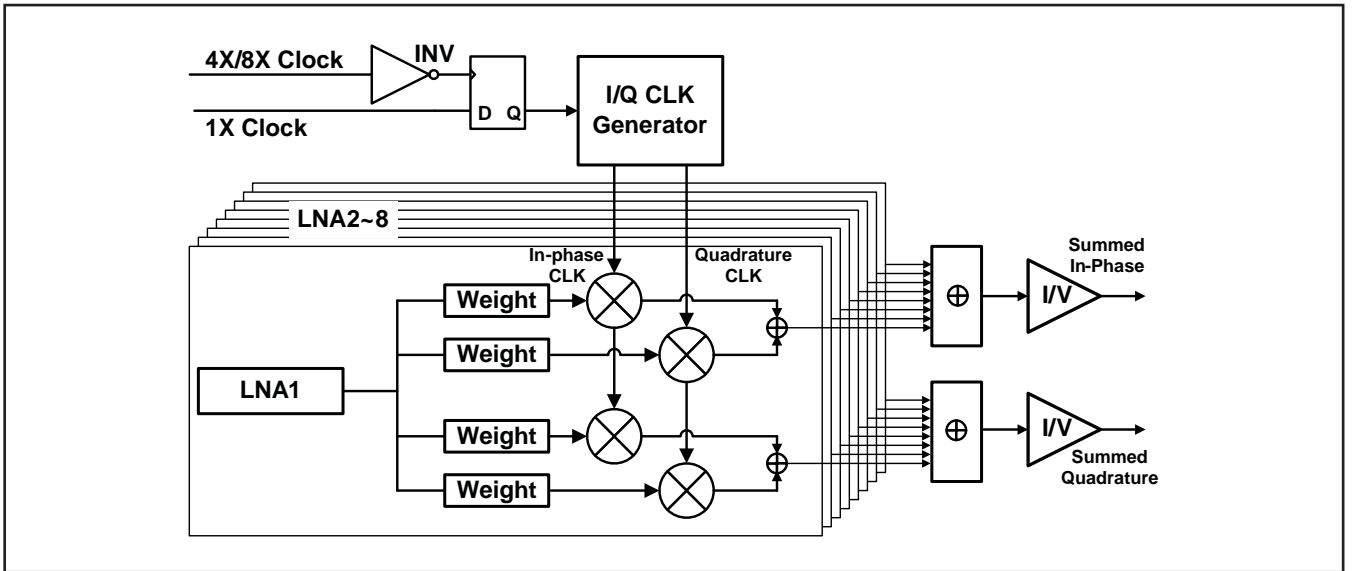 4X/8X Clock
INV
1X Clock
D Q
I/Q CLK
Generator
LNA2~8
In-phase
CLK
Quadrature
CLK
Weight
Weight
LNA1
Weight
Weight
I/V
Summed
In-Phase
I/V
Summed
Quadrature